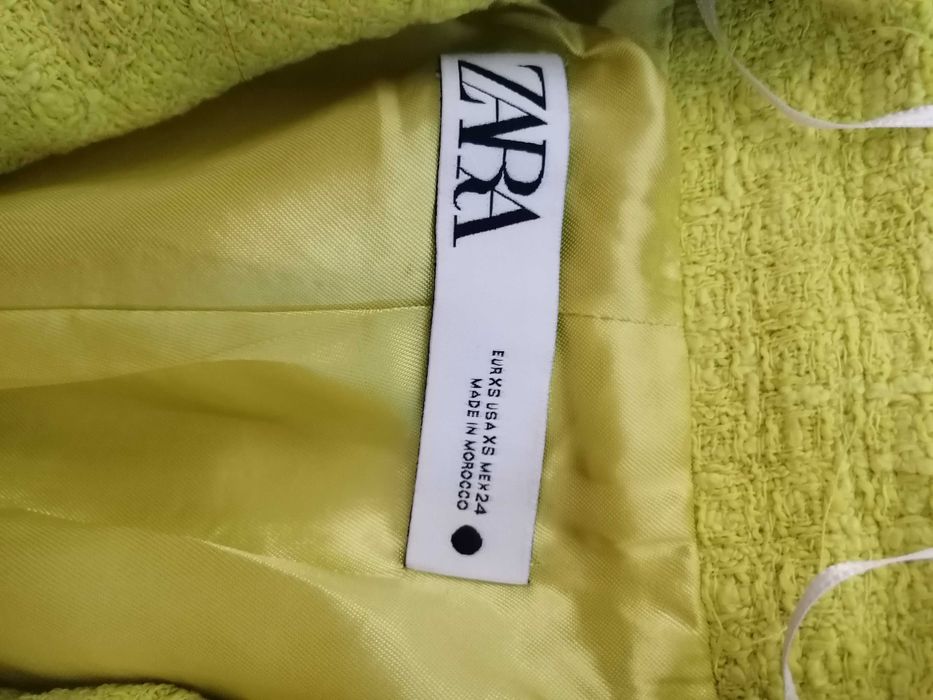 ZARA
EUR XS USA XS MEX 24
MADE IN MOROCCO